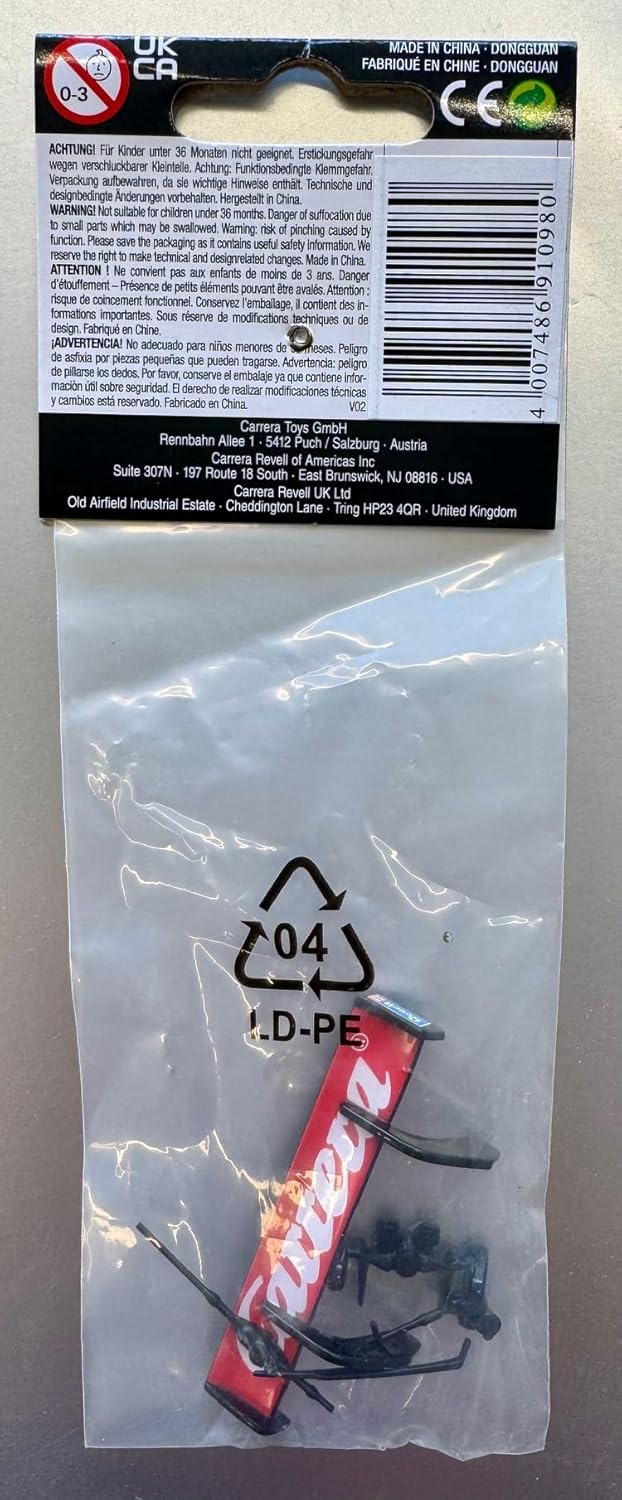 0-3
UK
CA
MADE IN CHINA · DONGGUAN
FABRIQUÉ EN CHINE · DONGGUAN
CE
ACHTUNG! Für Kinder unter 36 Monaten nicht geeignet. Erstickungsgefahr
wegen verschluckbarer Kleinteile. Achtung: Funktionsbedingte Klemmgefahr.
Verpackung aufbewahren, da sie wichtige Hinweise enthält. Technische und
designbedingte Änderungen vorbehalten. Hergestellt in China.
WARNING! Not suitable for children under 36 months. Danger of suffocation due
to small parts which may be swallowed. Warning: risk of pinching caused by
function. Please save the packaging as it contains useful safety information. We
reserve the right to make technical and designrelated changes. Made in China.
ATTENTION ! Ne convient pas aux enfants de moins de 3 ans. Danger
d'étouffement – Présence de petits éléments pouvant être avalés. Attention :
risque de coincement fonctionnel. Conservez l'emballage, il contient des in-
formations importantes. Sous réserve de modifications techniques ou de
design. Fabriqué en Chine.
¡ADVERTENCIA! No adecuado para niños menores de meses. Peligro
de asfixia por piezas pequeñas que pueden tragarse. Advertencia: peligro
de pillarse los dedos. Por favor, conserve el embalaje ya que contiene infor-
maciòn útil sobre seguridad. El derecho de realizar modificaciones técnicas
y cambios está reservado. Fabricado en China.
V02
4 007486 910980
Carrera Toys GmbH
Rennbahn Allee 1 · 5412 Puch / Salzburg · Austria
Carrera Revell of Americas Inc
Suite 307N · 197 Route 18 South · East Brunswick, NJ 08816 · USA
Carrera Revell UK Ltd
Old Airfield Industrial Estate · Cheddington Lane · Tring HP23 4QR · United Kingdom
04
LD-PE
Carrera®